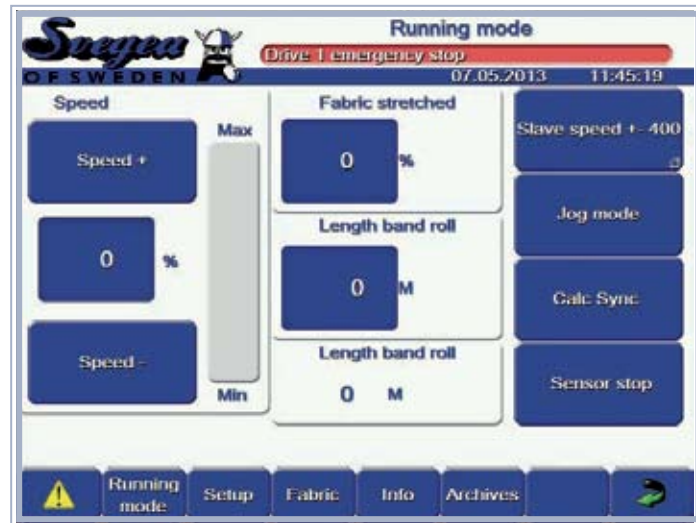 Svegea
OF SWEDEN
Running mode
Drive 1 emergency stop
07.05.2013 11:45:19
Speed
Speed +
0 %
Speed -
Max
Min
Fabric stretched
0 %
Length band roll
0 M
Length band roll
0 M
Slave speed +- 400
Jog mode
Calc Sync
Sensor stop
Running
mode
Setup
Fabric
Info
Archives